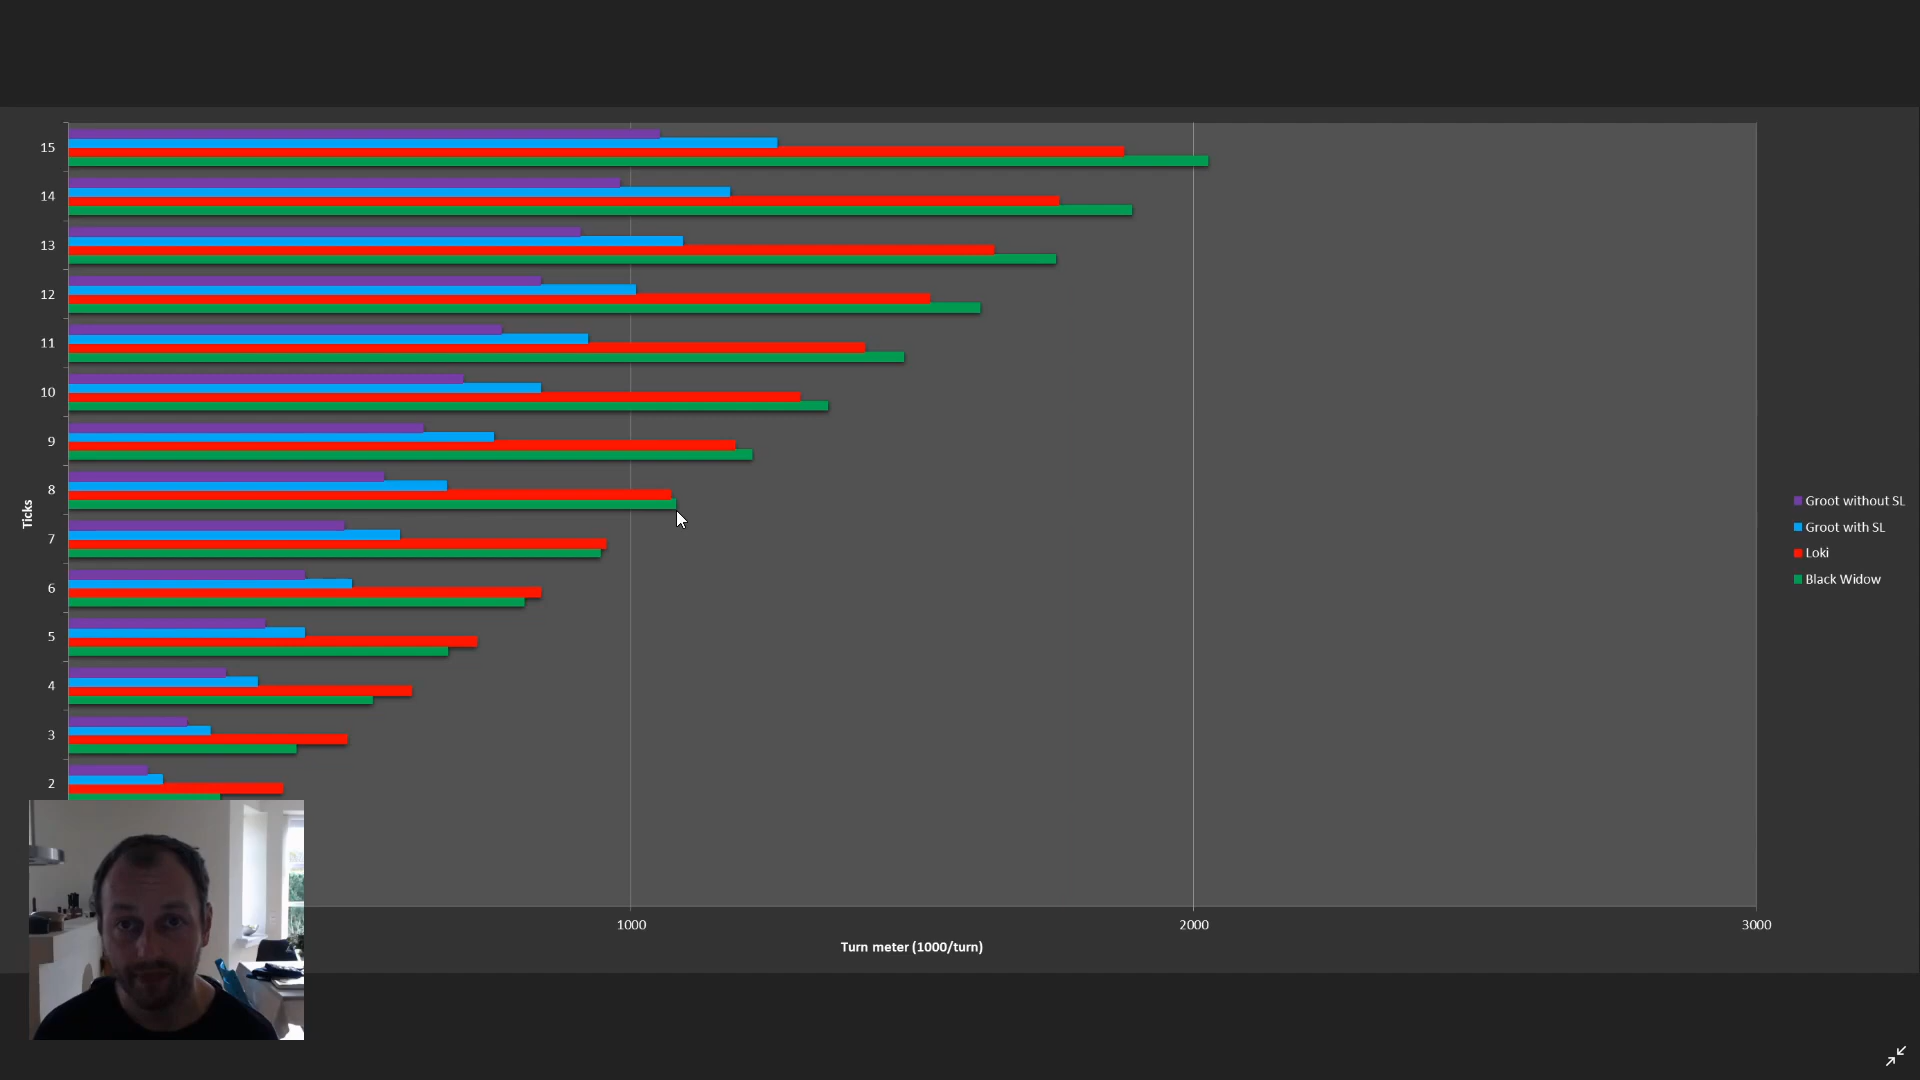 15
14
13
12
11
10
9
8
7
6
5
4
3
2
Ticks
1000
2000
3000
Turn meter (1000/turn)
Groot without SL
Groot with SL
Loki
Black Widow